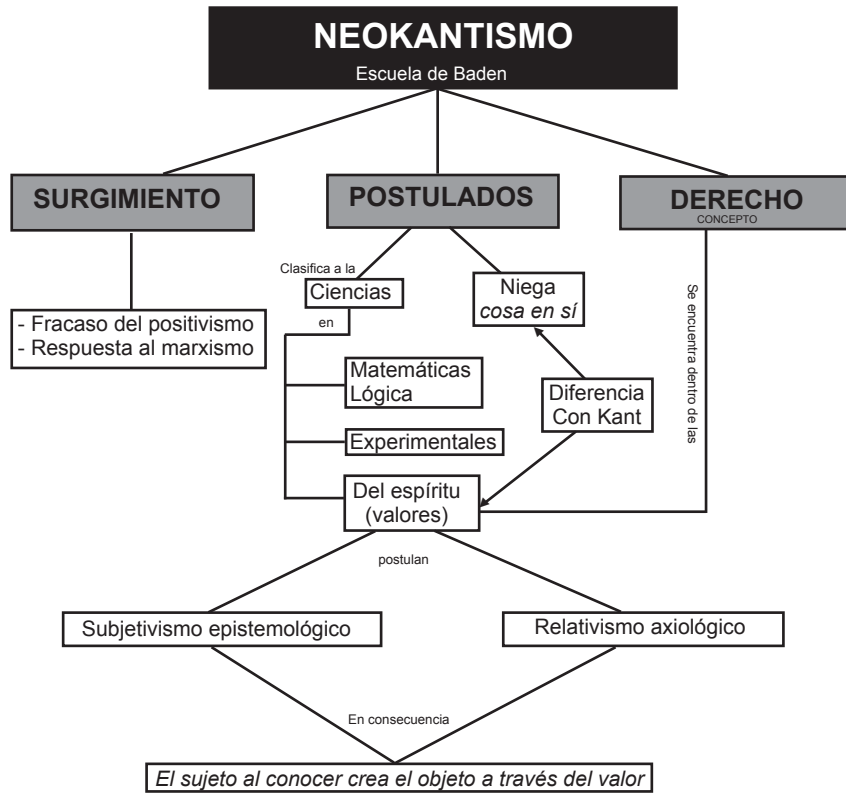 NEOKANTISMO
Escuela de Baden
SURGIMIENTO
POSTULADOS
DERECHO
CONCEPTO
- Fracaso del positivismo
- Respuesta al marxismo
Clasifica a la
Ciencias
en
Niega
cosa en sí
Se encuentra dentro de las
Matemáticas
Lógica
Diferencia
Con Kant
Experimentales
Del espíritu
(valores)
postulan
Subjetivismo epistemológico
Relativismo axiológico
En consecuencia
El sujeto al conocer crea el objeto a través del valor